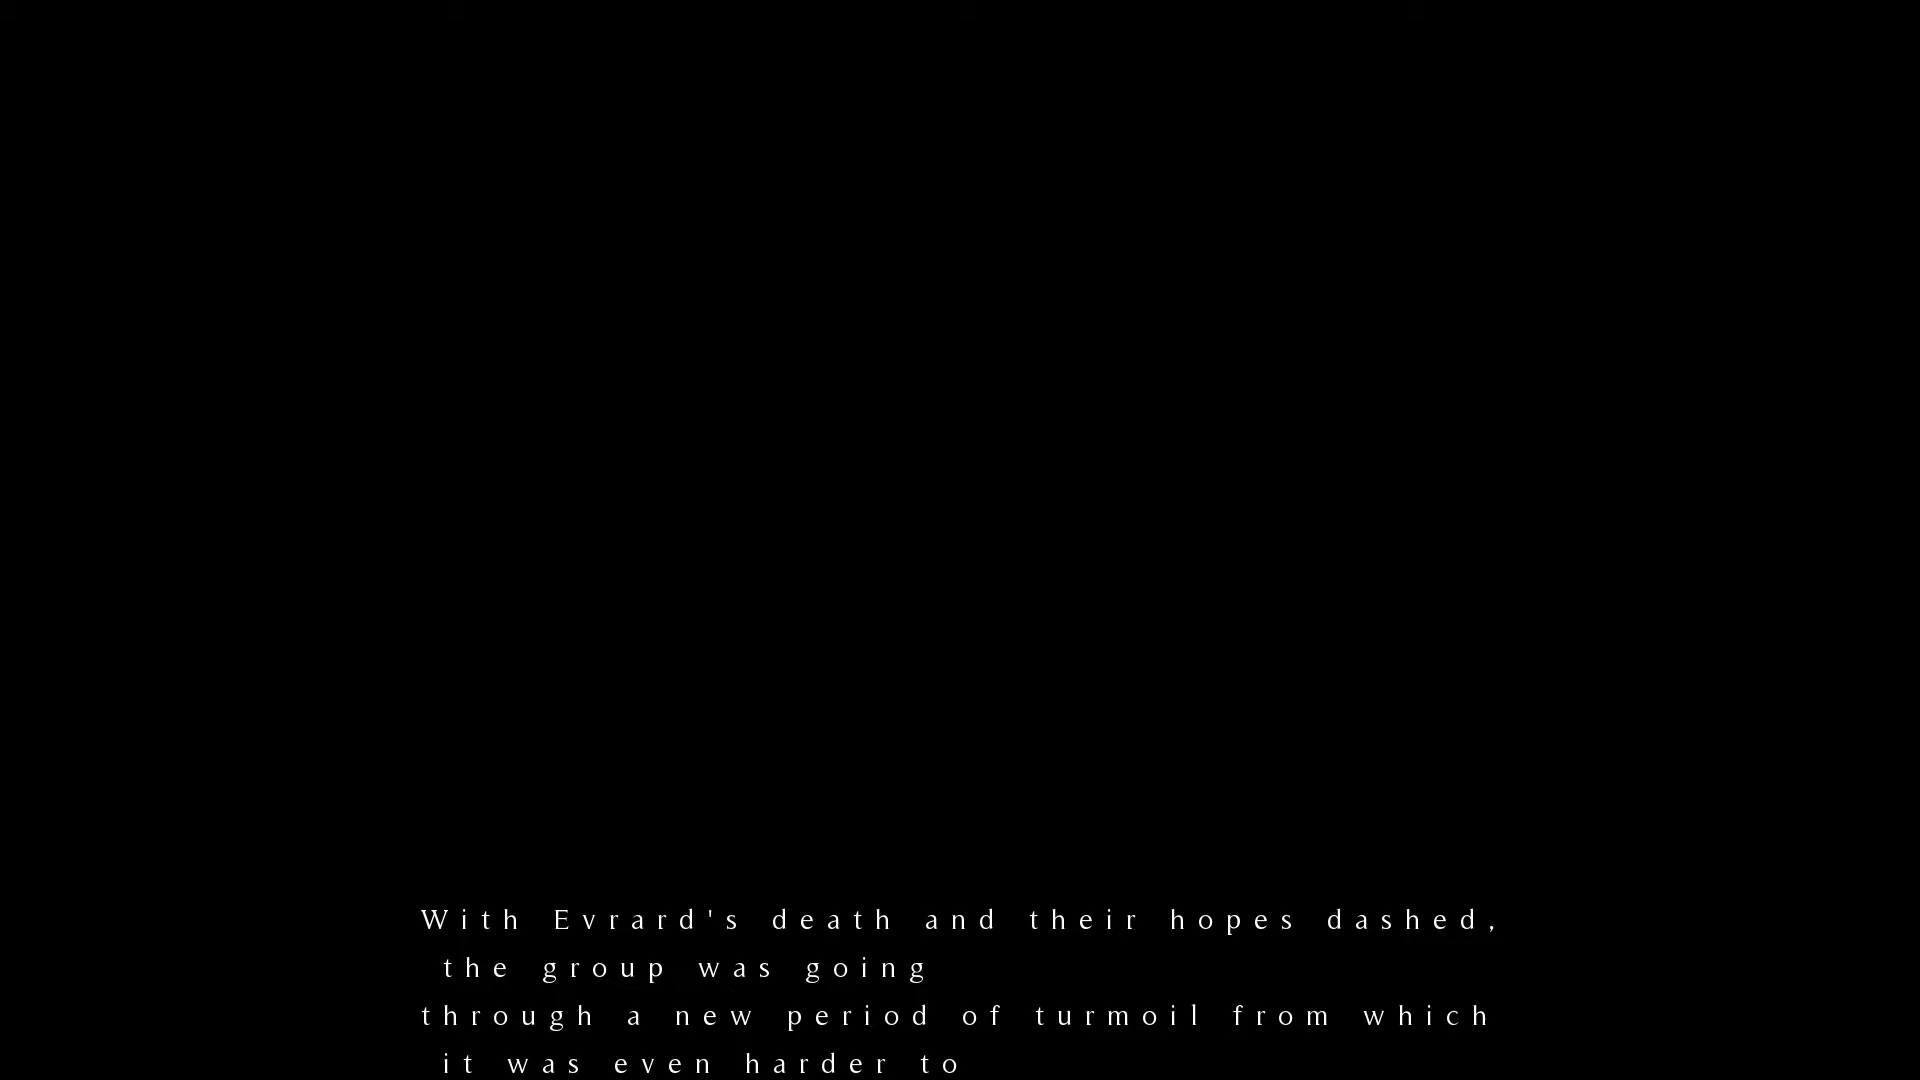 With Evrard's death and their hopes dashed,
the group was going
through a new period of turmoil from which
it was even harder to